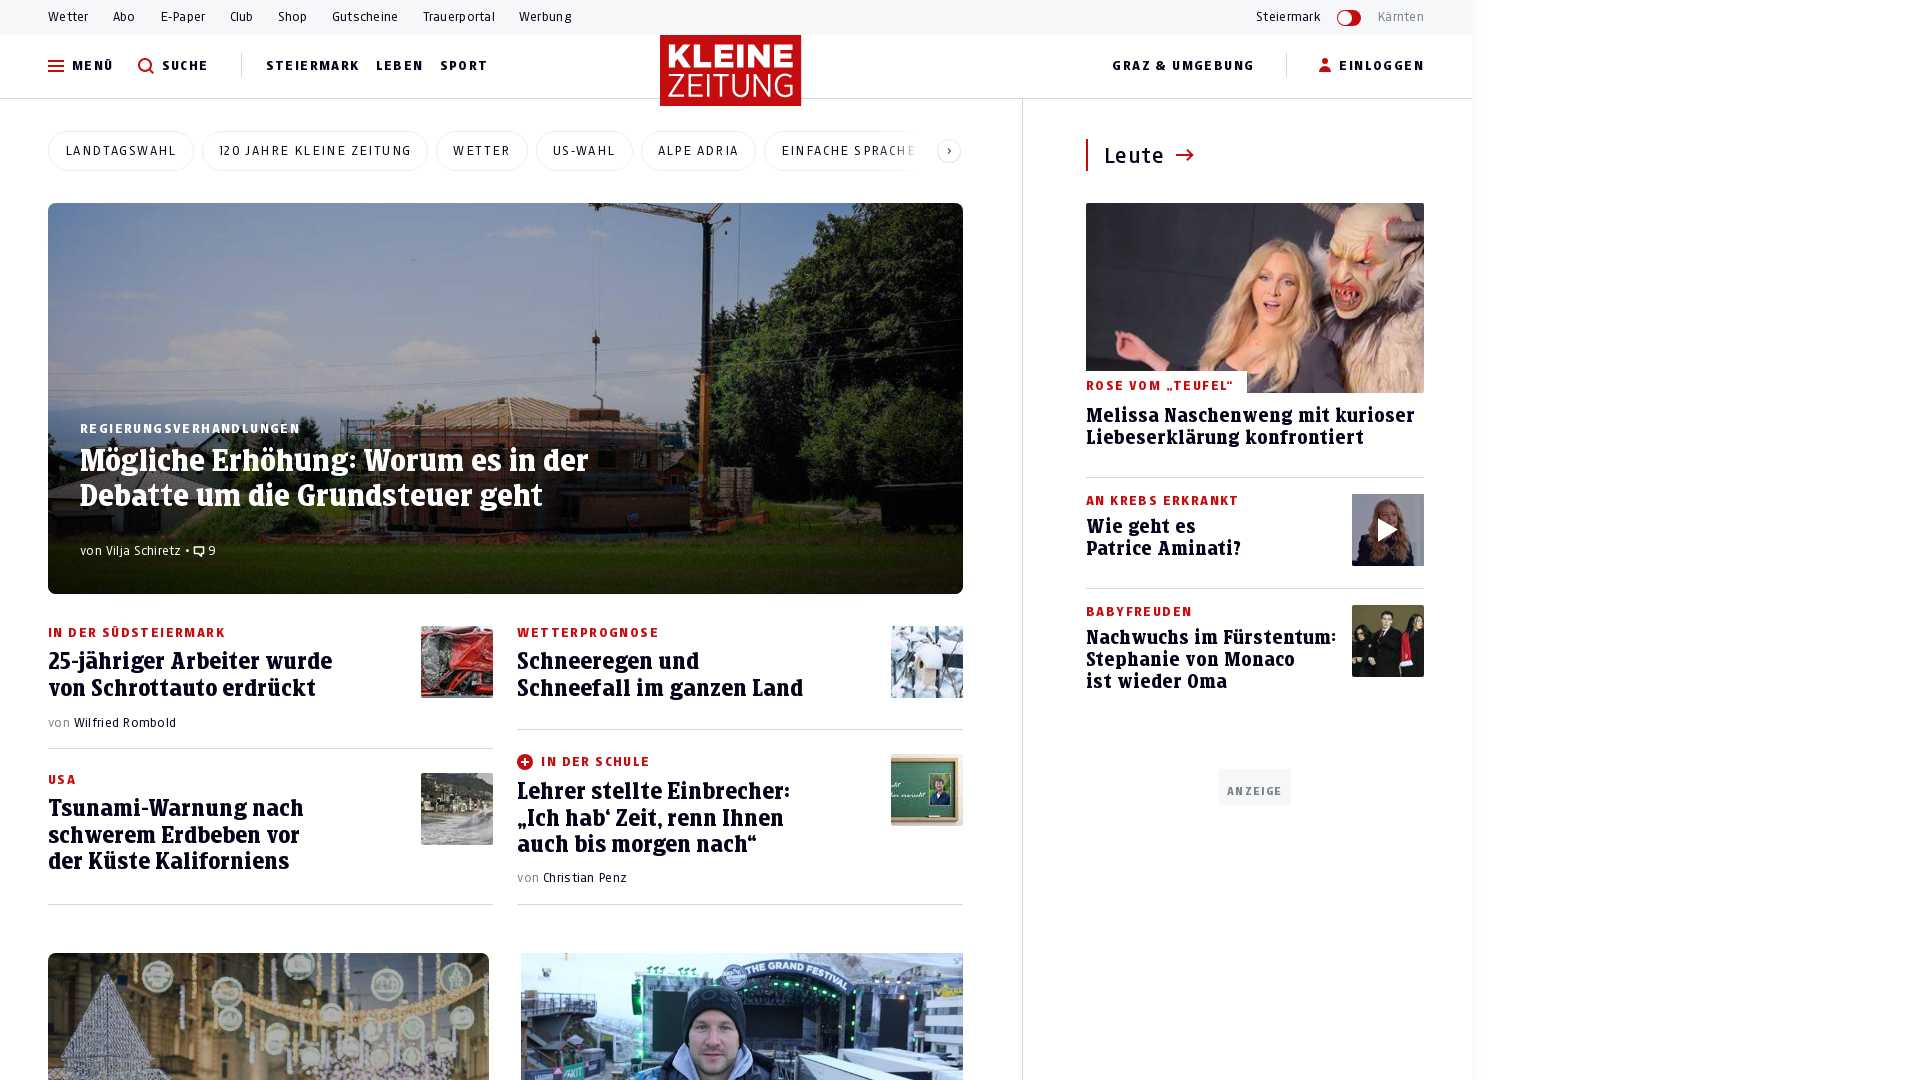 Wetter Abo E-Paper Club Shop Gutscheine Trauerportal Werbung Steiermark Kärnten
MENÜ SUCHE STEIERMARK LEBEN SPORT KLEINE ZEITUNG GRAZ & UMGEBUNG EINLOGGEN
LANDTAGSWAHL 120 JAHRE KLEINE ZEITUNG WETTER US-WAHL ALPE ADRIA EINFACHE SPRACHE
REGIERUNGSVERHANDLUNGEN
Mögliche Erhöhung: Worum es in der
Debatte um die Grundsteuer geht
von Vilja Schiretz • 9
IN DER SÜDSTEIERMARK
25-jähriger Arbeiter wurde
von Schrottauto erdrückt
von Wilfried Rombold
USA
Tsunami-Warnung nach
schwerem Erdbeben vor
der Küste Kaliforniens
WETTERPROGNOSE
Schneeregen und
Schneefall im ganzen Land
IN DER SCHULE
Lehrer stellte Einbrecher:
„Ich hab‘ Zeit, renn Ihnen
auch bis morgen nach“
von Christian Penz
THE GRAND FESTIVAL
Leute
ROSE VOM „TEUFEL“
Melissa Naschenweng mit kurioser
Liebeserklärung konfrontiert
AN KREBS ERKRANKT
Wie geht es
Patrice Aminati?
BABYFREUDEN
Nachwuchs im Fürstentum:
Stephanie von Monaco
ist wieder Oma
ANZEIGE